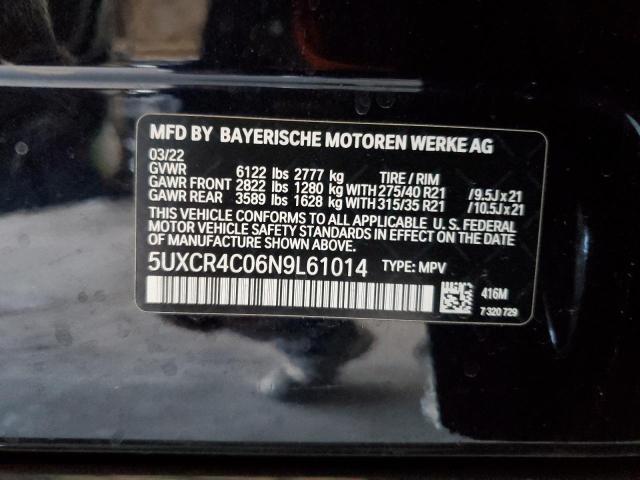 MFD BY BAYERISCHE MOTOREN WERKE AG
03/22
GVWR 6122 lbs 2777 kg TIRE / RIM
GAWR FRONT 2822 lbs 1280 kg WITH 275/40 R21 / 9.5J x 21
GAWR REAR 3589 lbs 1628 kg WITH 315/35 R21 / 10.5J x 21
THIS VEHICLE CONFORMS TO ALL APPLICABLE U. S. FEDERAL
MOTOR VEHICLE SAFETY STANDARDS IN EFFECT ON THE DATE
OF MANUFACTURE SHOWN ABOVE.
5UXCR4C06N9L61014 TYPE: MPV
416M
7 320 729